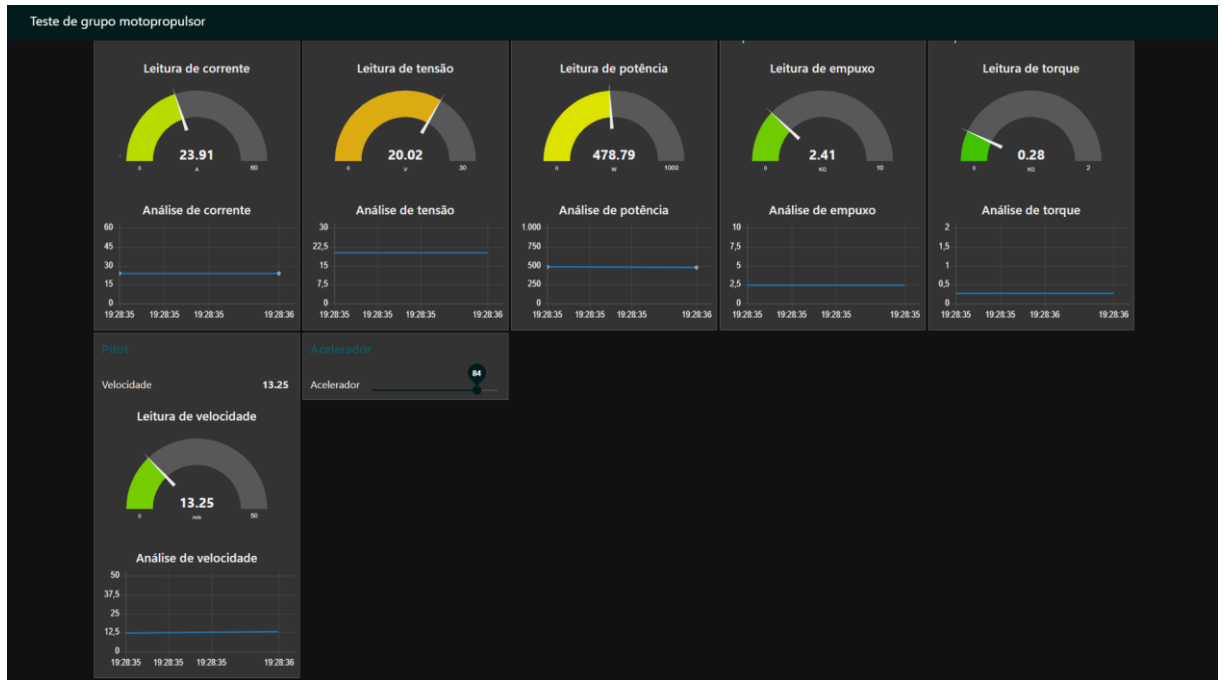 Teste de grupo motopropulsor
Leitura de corrente
23.91
A
0
60
Análise de corrente
60
45
30
15
0
19:28:35 19:28:35 19:28:35 19:28:36
Leitura de tensão
20.02
V
0
30
Análise de tensão
30
22,5
15
7,5
0
19:28:35 19:28:35 19:28:35 19:28:36
Leitura de potência
478.79
W
0
1000
Análise de potência
1.000
750
500
250
0
19:28:35 19:28:35 19:28:35 19:28:36
Leitura de empuxo
2.41
KG
0
10
Análise de empuxo
10
7,5
5
2,5
0
19:28:35 19:28:35 19:28:35 19:28:36
Leitura de torque
0.28
KG
0
2
Análise de torque
2
1,5
1
0,5
0
19:28:35 19:28:35 19:28:36 19:28:36
Pitot
Velocidade 13.25
Leitura de velocidade
13.25
m/s
0
50
Análise de velocidade
50
37,5
25
12,5
0
19:28:35 19:28:35 19:28:35 19:28:36
Acelerador
84
Acelerador